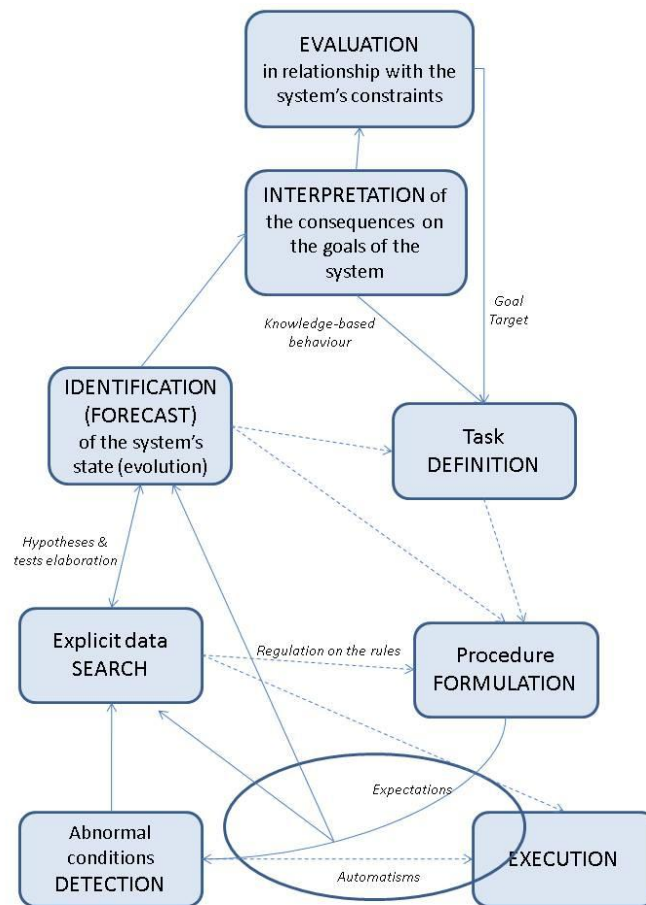 EVALUATION
in relationship with the
system's constraints
INTERPRETATION of
the consequences on
the goals of the
system
Goal
Target
Knowledge-based
behaviour
IDENTIFICATION
(FORECAST)
of the system's
state (evolution)
Task
DEFINITION
Hypotheses &
tests elaboration
Explicit data
SEARCH
Regulation on the rules
Procedure
FORMULATION
Expectations
Abnormal
conditions
DETECTION
Automatisms
EXECUTION